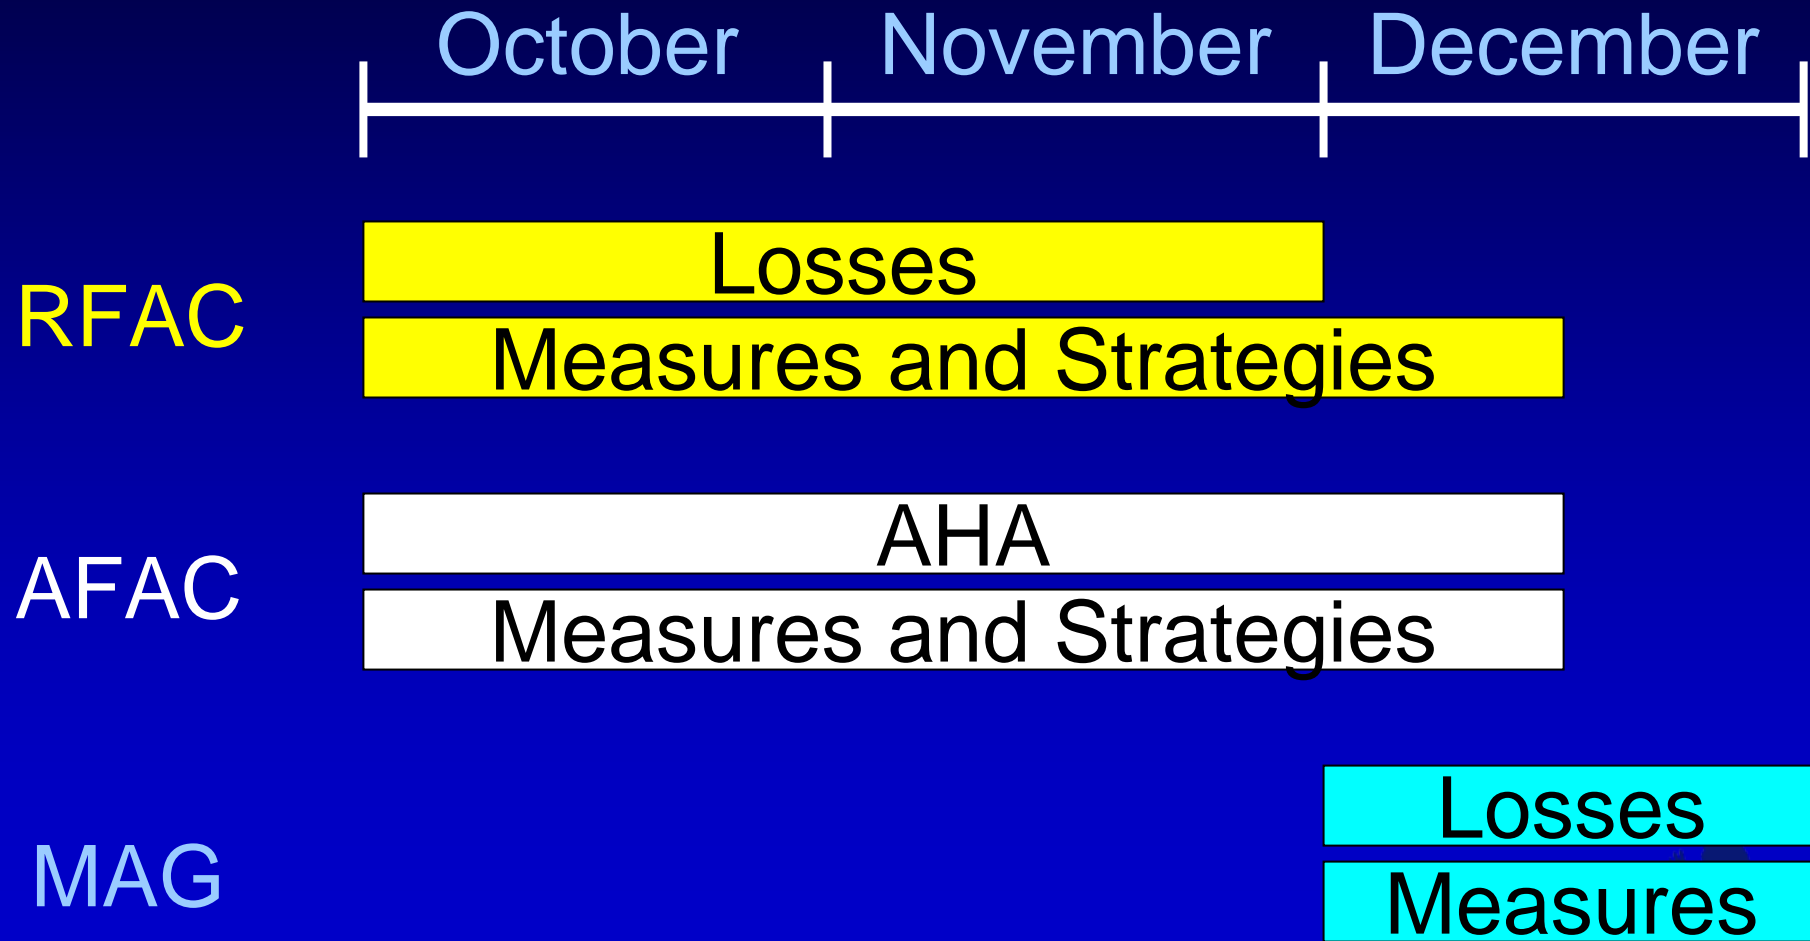 October November December
Losses
RFAC
Measures and Strategies
AHA
AFAC
Measures and Strategies
Losses
MAG
Measures